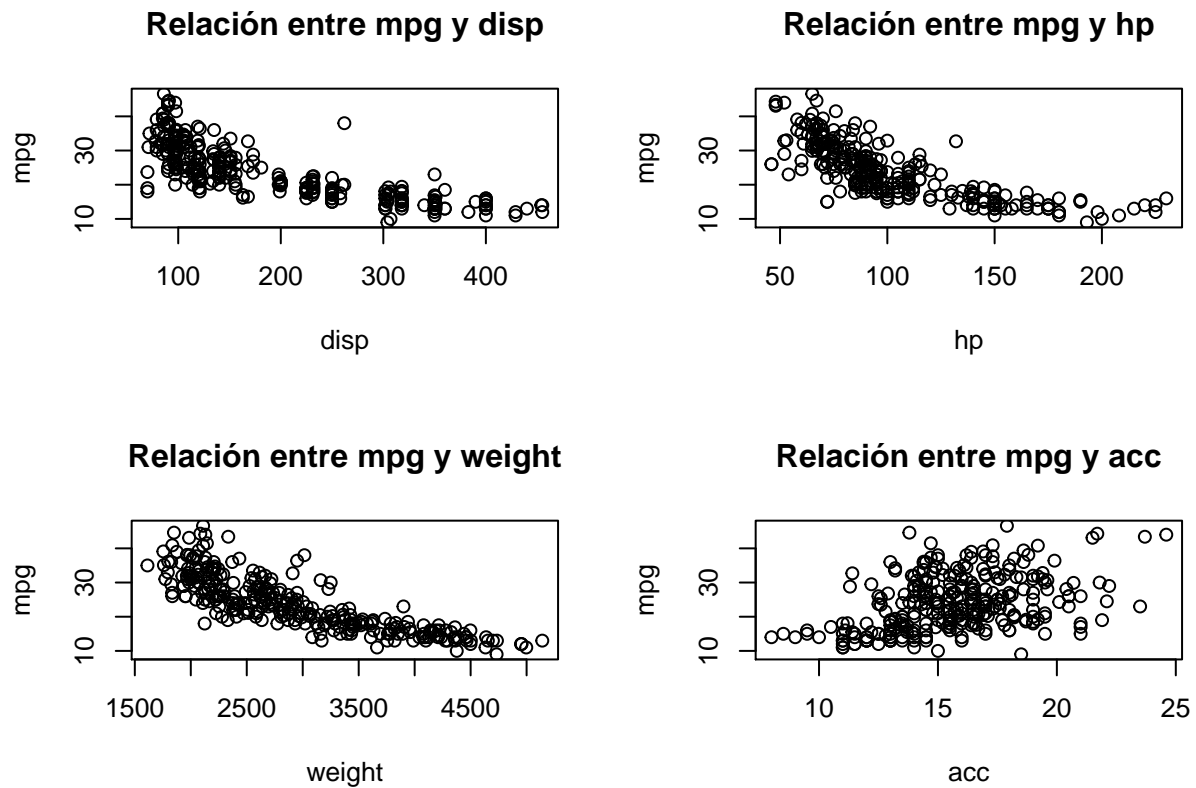 Relación entre mpg y disp
mpg
10
30
100
200
300
400
disp
Relación entre mpg y hp
mpg
10
30
50
100
150
200
hp
Relación entre mpg y weight
mpg
10
30
1500
2500
3500
4500
weight
Relación entre mpg y acc
mpg
10
30
10
15
20
25
acc